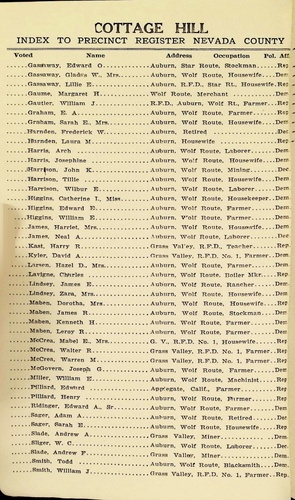 COTTAGE HILL
INDEX TO PRECINCT REGISTER NEVADA COUNTY
Voted Name Address Occupation Pol. Aff.
Gassaway, Edward O. Auburn, Star Route, Stockman Rep
Gassaway, Gladys W., Mrs. Auburn, Wolf Route, Housewife Dem
Gassaway, Lillie E. Auburn, R.F.D., Star Rt., Housewife Rep
Gaume, Margaret H. Auburn, Wolf Route, Merchant Dem
Gautier, William J. R.F.D., Auburn, Wolf Rt., Farmer Rep
Graham, E. A. Auburn, Wolf Route, Farmer Rep
Graham, Sarah E., Mrs. Auburn, Wolf Route, Housewife Dem
Harnden, Frederick W. Auburn, Retired Dec
Harnden, Laura M. Auburn, Housewife Rep
Harris, Arch Auburn, Wolf Route, Laborer Dem
Harris, Josephine Auburn, Wolf Route, Housewife Dem
Harrison, John K. Auburn, Wolf Route, Mining Dec
Harrison, Tillie Auburn, Wolf Route, Housewife Dem
Harrison, Wilbur E. Auburn, Wolf Route, Laborer Dem
Higgins, Catherine I., Miss Auburn, Wolf Route, Housekeeper Dem
Higgins, Edward E. Auburn, Wolf Route, Farmer Dem
Higgins, William E. Auburn, Wolf Route, Farmer Dem
James, Harriet, Mrs. Auburn, Wolf Route, Housewife Dem
James, Neal A. Auburn, Wolf Route, Laborer Dem
Kast, Harry R. Grass Valley, R.F.D., Teacher Rep
Kyler, David A. Grassy Valley, R.F.D. No. 1, Farmer Dem
Larsen, Hazel D., Mrs. Auburn, Wolf Route, Farmer Dem
Lavigne, Charles Auburn, Wolf Route, Boiler Mkr. Rep
Lindsey, James E. Auburn, Wolf Route, Rancher Dem
Lindsey, Zara, Mrs. Auburn, Wolf Route, Housewife Dem
Maben, Dorotha, Mrs. Auburn, Wolf Route, Housewife Rep
Maben, James R. Auburn, Wolf Route, Stockman Dem
Maben, Kenneth H. Auburn, Wolf Route, Farmer Dem
Maben, Leroy R. Auburn, Wolf Route, Farmer Dem
McCrea, Mabel E., Mrs. G. V., R.F.D. No. 1, Housewife Rep
McCrea, Walter R. Grass Valley, R.F.D. No. 1, Farmer Rep
McCrea, Warren M. Grass Valley, R.F.D. No. 1, Farmer Rep
McGovern, Joseph G. Auburn, Wolf Route, Farmer Dem
Miller, William E. Auburn, Wolf Route, Machinist Rep
Pilliard, Edward Applegate, Calif., Farmer Rep
Pilliard, Henry Auburn, Wolf Route, Farmer Rep
Ridinger, Edward A., Sr. Auburn, Wolf Route, Farmer Dem
Sager, Adam A. Auburn, Wolf Route, Retired Dec
Sager, Sarah E. Auburn, Wolf Route, Housewife Rep
Slade, Andrew A. Grass Valley, Miner Dem
Sliger, W. C. Auburn, Wolf Route, Laborer Dec
Slade, Andrew F. Grass Valley, Miner Dem
Smith, Todd Auburn, Wolf Route, Blacksmith Dem
Smith, William J. Grass Valley, R.F.D. No. 1, Farmer Rep